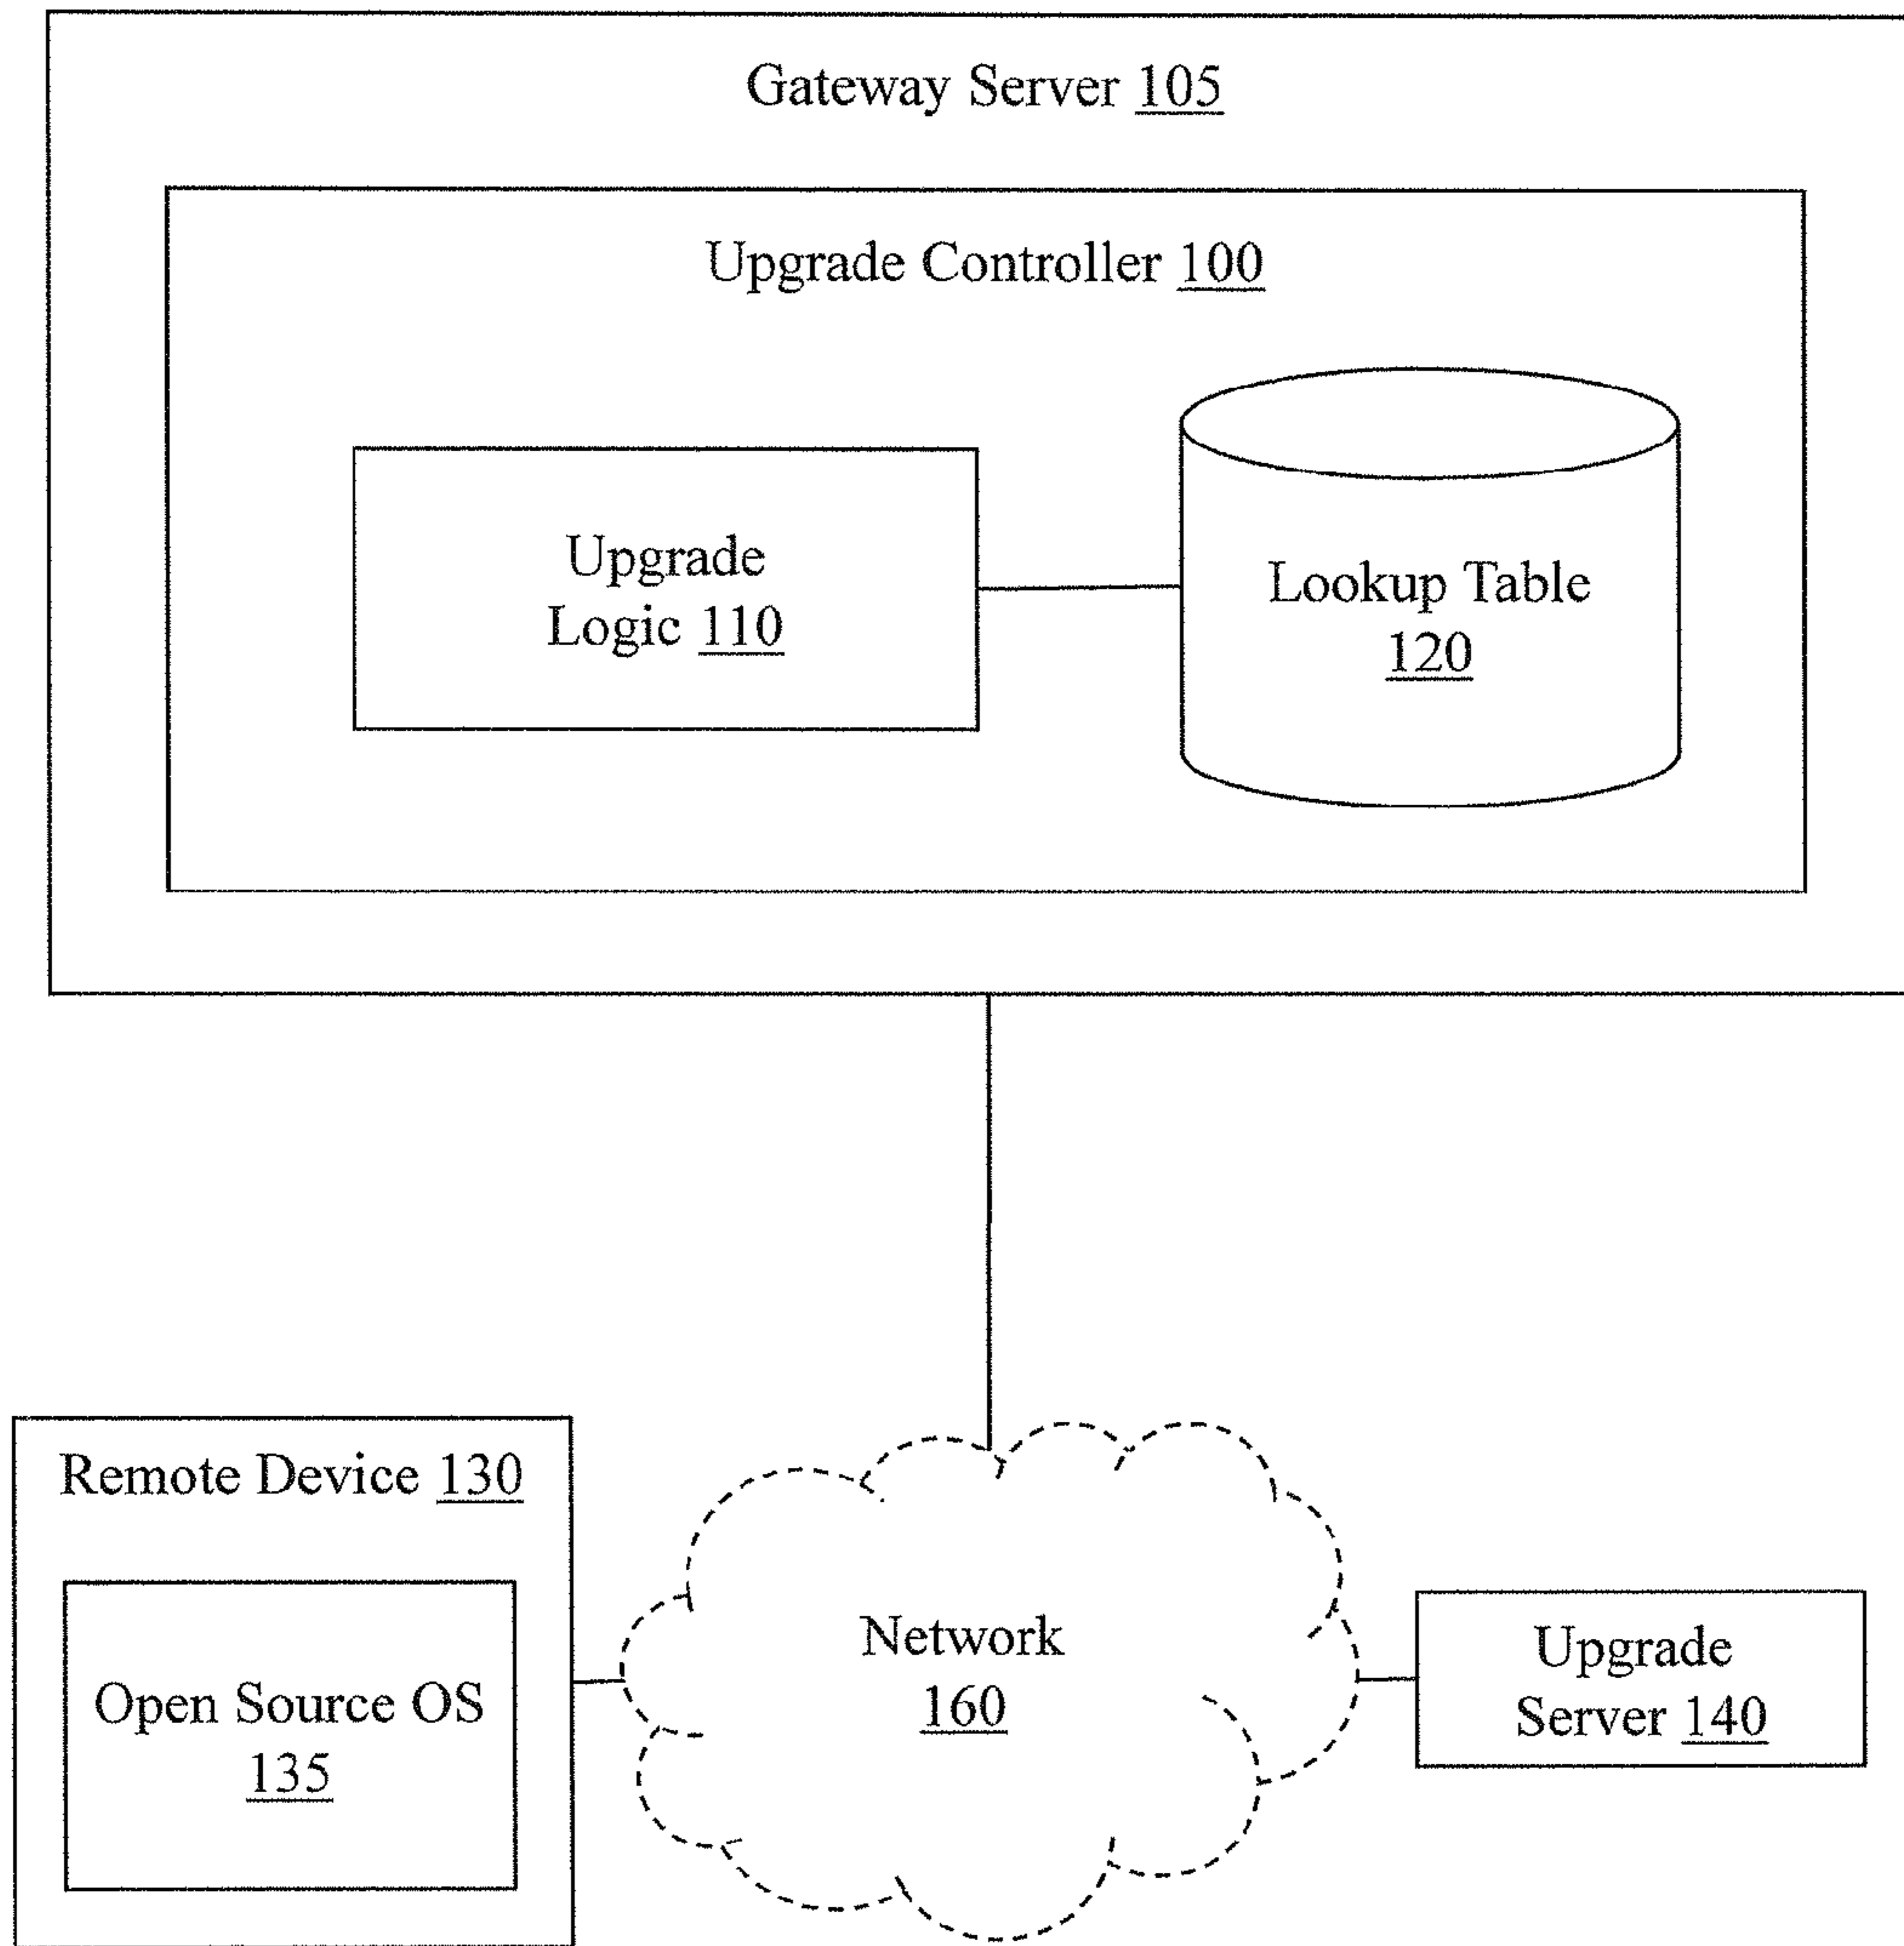 Gateway Server 105
Upgrade Controller 100
Upgrade
Logic 110
Lookup Table
120
Remote Device 130
Open Source OS
135
Network
160
Upgrade
Server 140